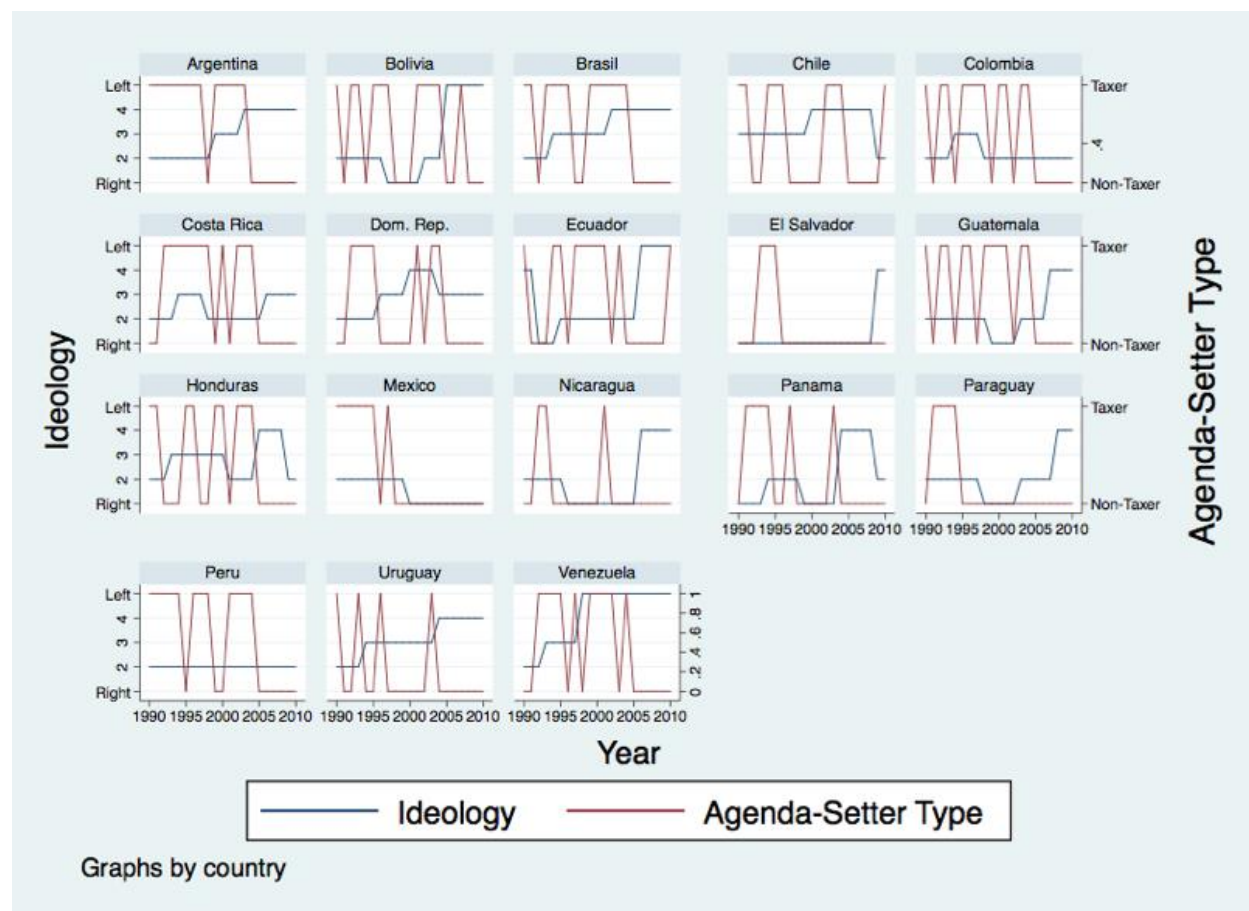 Argentina Bolivia Brasil Chile Colombia
Left 4 3 2 Right
Taxer .4 Non-Taxer
Costa Rica Dom. Rep. Ecuador El Salvador Guatemala
Left 4 3 2 Right
Taxer Non-Taxer
Ideology
Agenda-Setter Type
Honduras Mexico Nicaragua Panama Paraguay
Left 4 3 2 Right
Taxer Non-Taxer
1990 1995 2000 2005 2010 1990 1995 2000 2005 2010
Peru Uruguay Venezuela
Left 4 3 2 Right
0 .2 .4 .6 .8 1
1990 1995 2000 2005 2010 1990 1995 2000 2005 2010 1990 1995 2000 2005 2010
Year
Ideology Agenda-Setter Type
Graphs by country